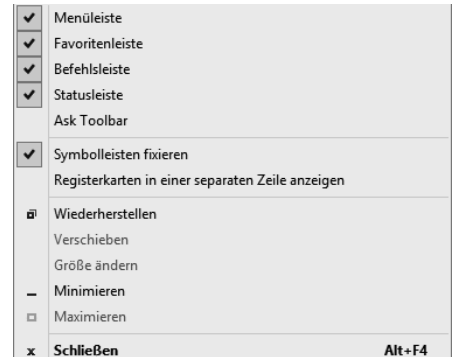 Menüleiste
Favoritenleiste
Befehlsleiste
Statusleiste
Ask Toolbar
Symbolleisten fixieren
Registerkarten in einer separaten Zeile anzeigen
Wiederherstellen
Verschieben
Größe ändern
Minimieren
Maximieren
Schließen Alt+F4